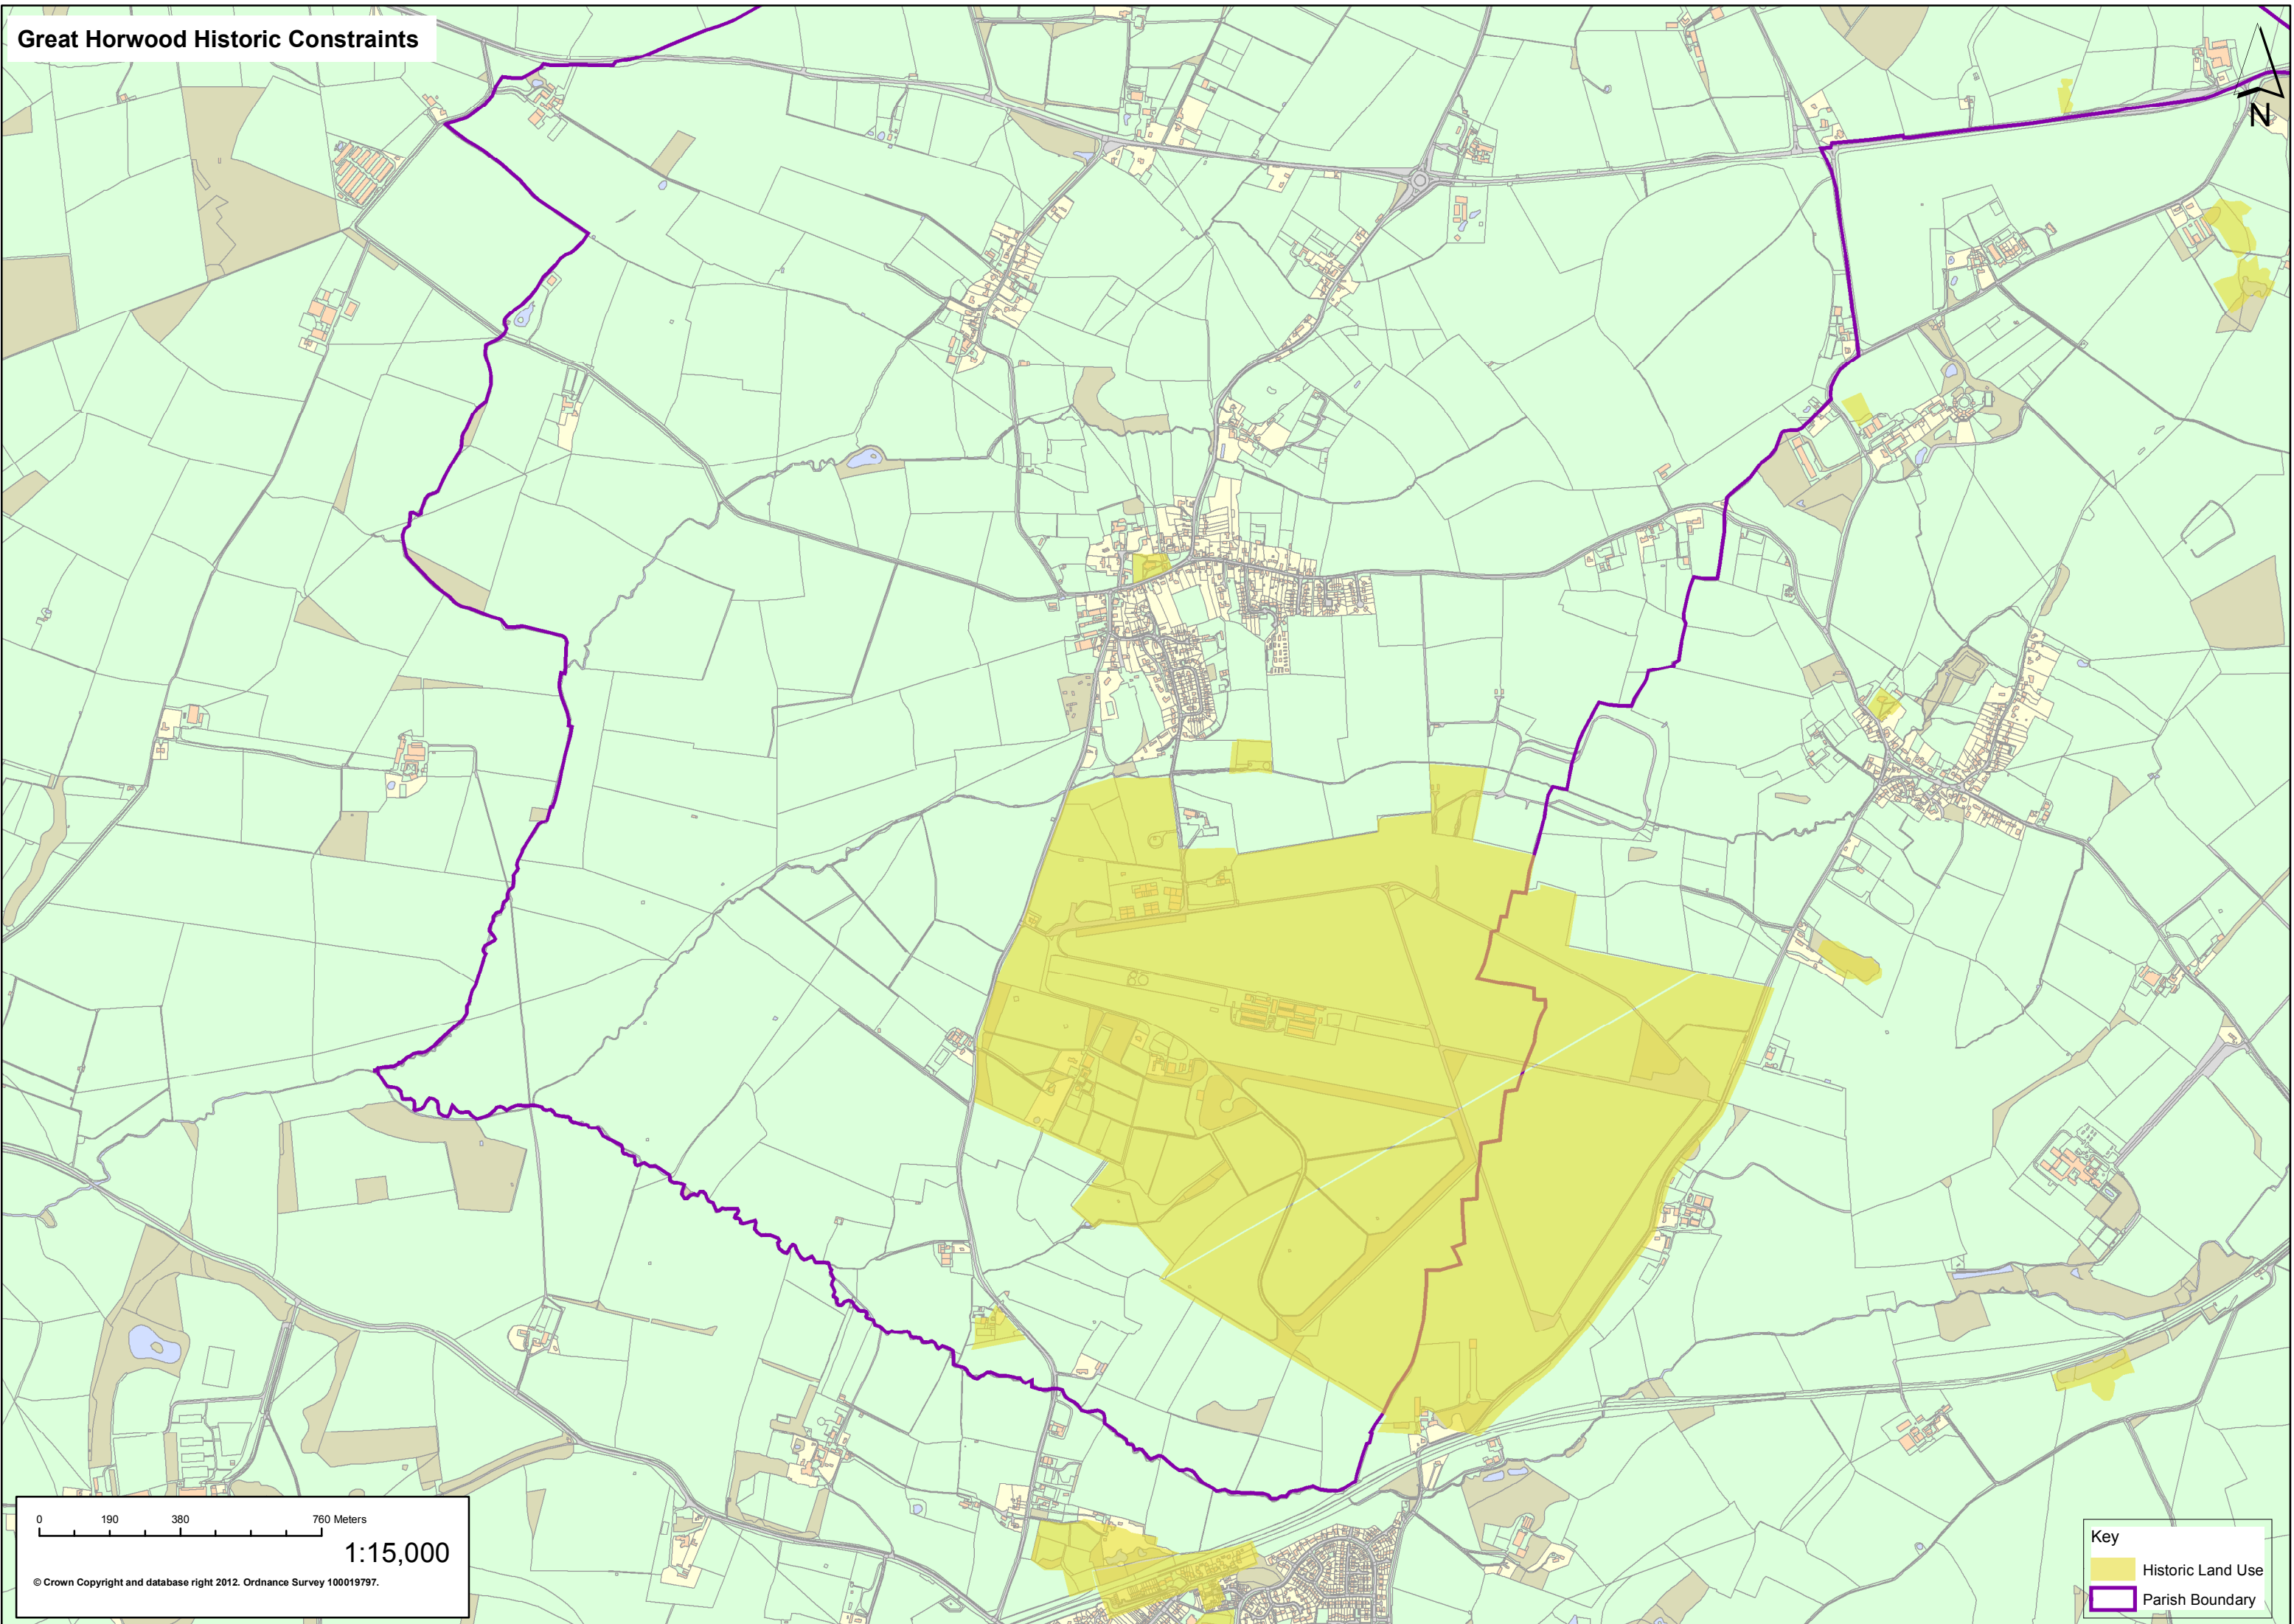 Great Horwood Historic Constraints
N
0 190 380 760 Meters
1:15,000
© Crown Copyright and database right 2012. Ordnance Survey 100019797.
Key
Historic Land Use
Parish Boundary